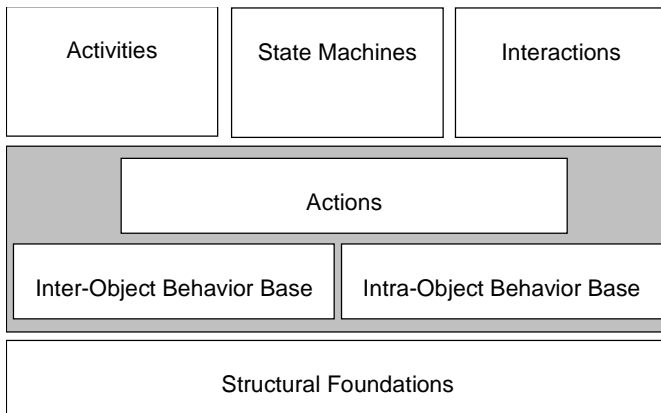 Activities
State Machines
Interactions
Actions
Inter-Object Behavior Base
Intra-Object Behavior Base
Structural Foundations